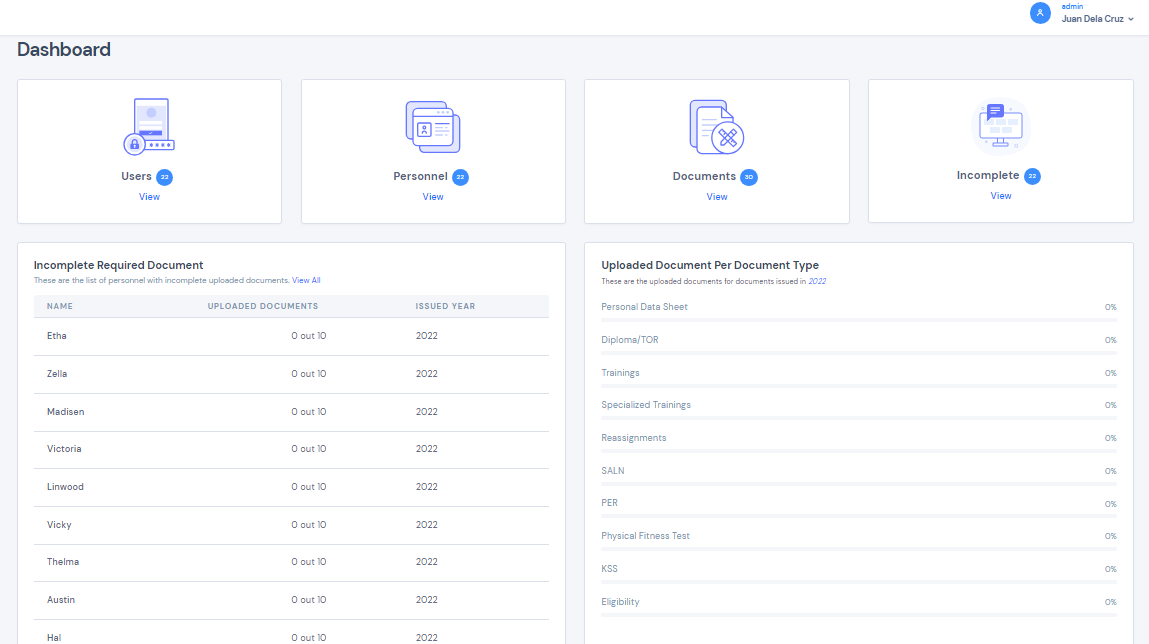 admin
Juan Dela Cruz
Dashboard
Users 22
View
Personnel 22
View
Documents 30
View
Incomplete 22
View
Incomplete Required Document
These are the list of personnel with incomplete uploaded documents. View All
NAME UPLOADED DOCUMENTS ISSUED YEAR
Etha 0 out 10 2022
Zella 0 out 10 2022
Madisen 0 out 10 2022
Victoria 0 out 10 2022
Linwood 0 out 10 2022
Vicky 0 out 10 2022
Thelma 0 out 10 2022
Austin 0 out 10 2022
Hal 0 out 10 2022
Uploaded Document Per Document Type
These are the uploaded documents for documents issued in 2022
Personal Data Sheet 0%
Diploma/TOR 0%
Trainings 0%
Specialized Trainings 0%
Reassignments 0%
SALN 0%
PER 0%
Physical Fitness Test 0%
KSS 0%
Eligibility 0%